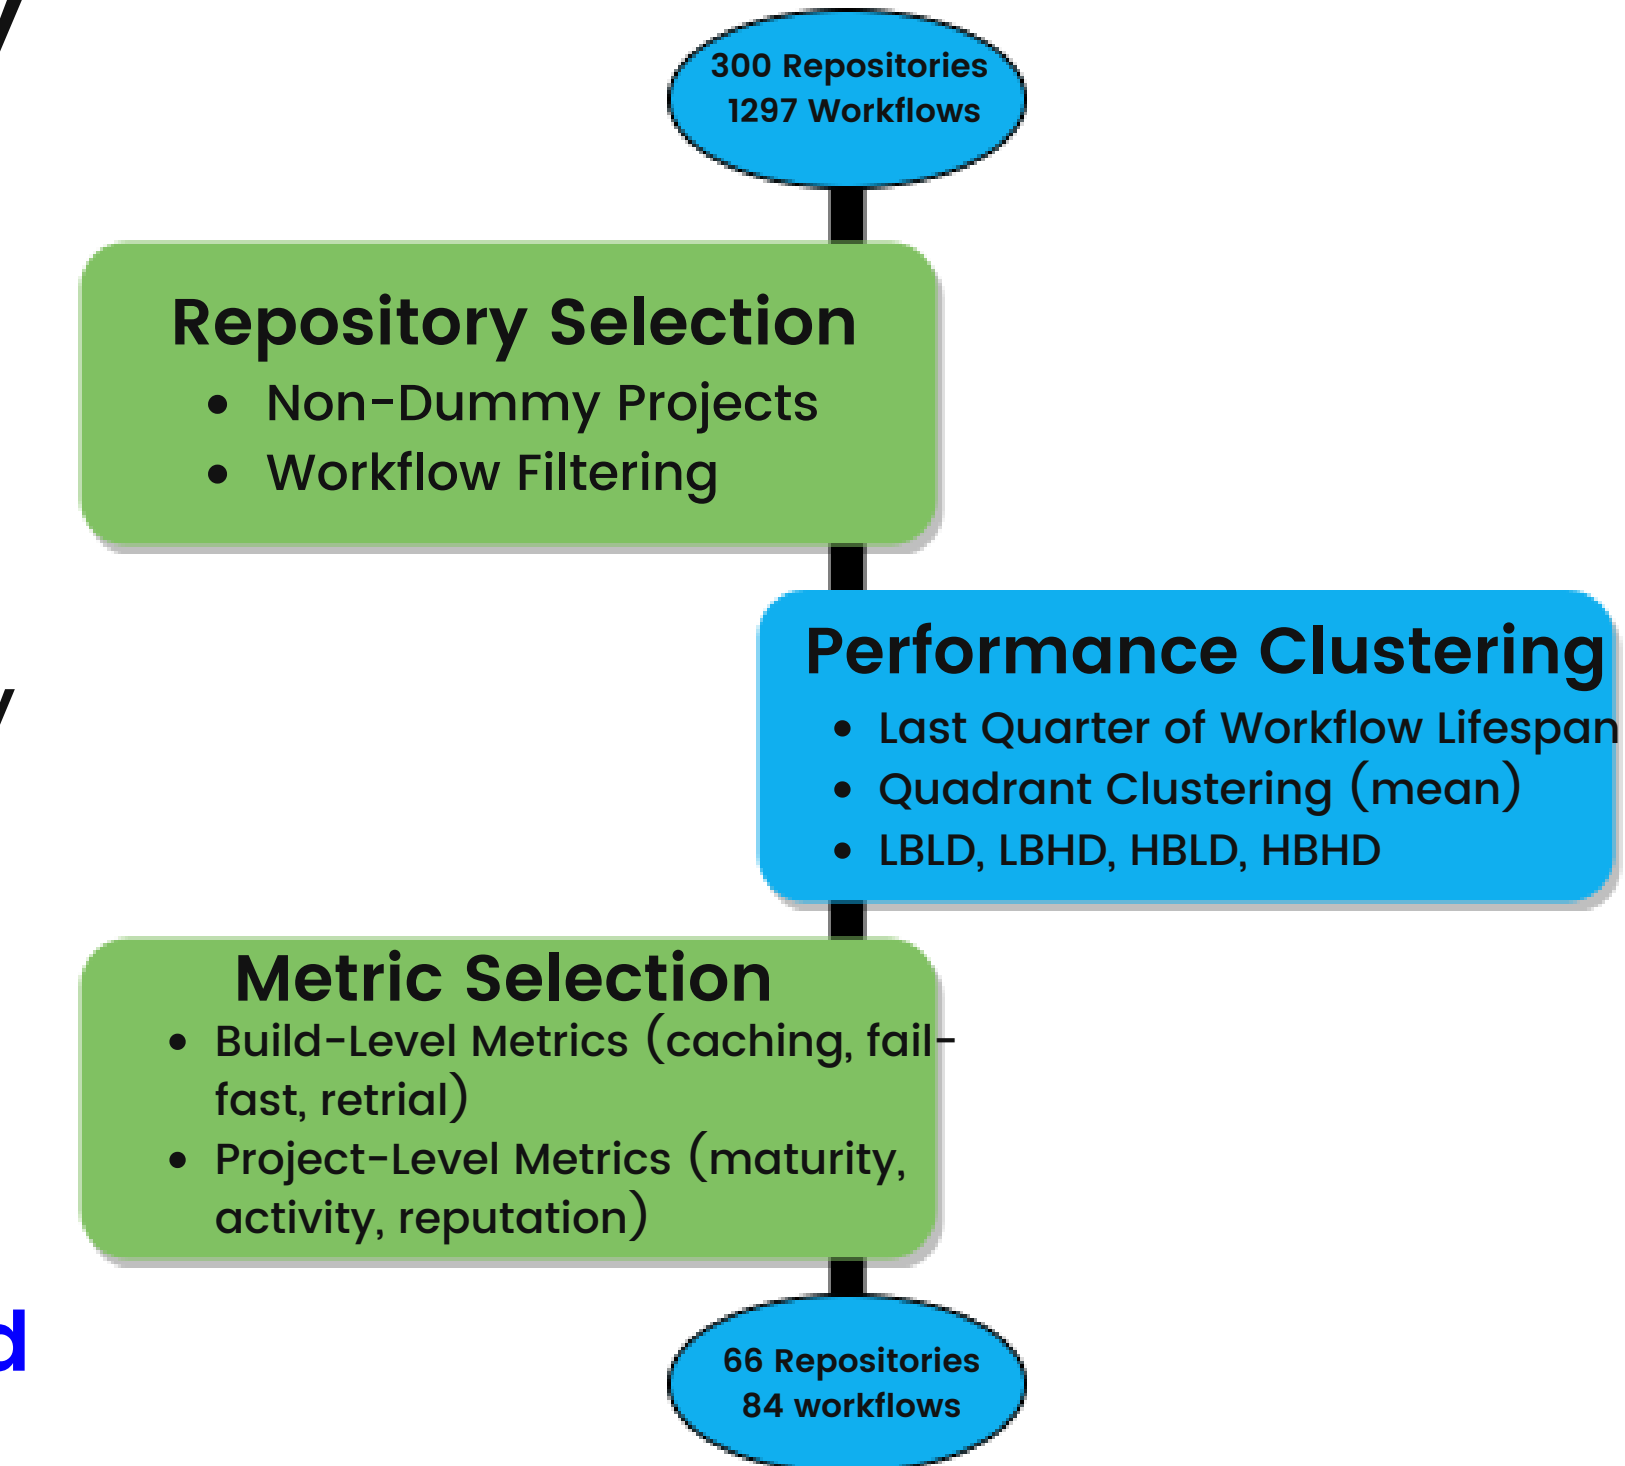 300 Repositories
1297 Workflows
Repository Selection
• Non-Dummy Projects
• Workflow Filtering
Performance Clustering
• Last Quarter of Workflow Lifespan
• Quadrant Clustering (mean)
• LBLD, LBHD, HBLD, HBHD
Metric Selection
• Build-Level Metrics (caching, fail-
fast, retrial)
• Project-Level Metrics (maturity,
activity, reputation)
66 Repositories
84 workflows